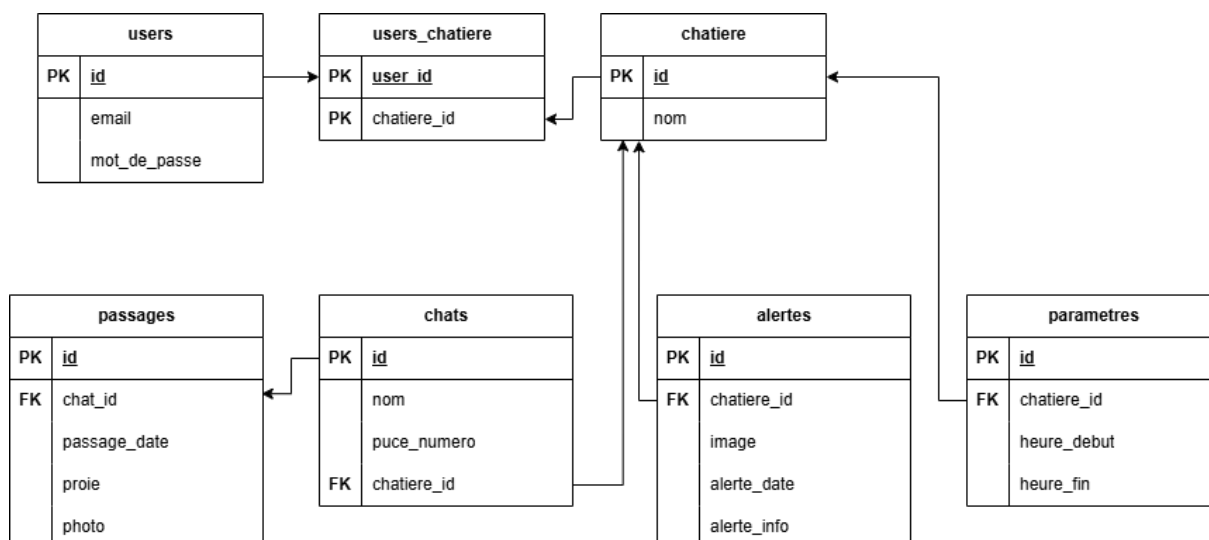 users
PK id
email
mot_de_passe
users_chatiere
PK user_id
PK chatiere_id
chatiere
PK id
nom
passages
PK id
FK chat_id
passage_date
proie
photo
chats
PK id
nom
puce_numero
FK chatiere_id
alertes
PK id
FK chatiere_id
image
alerte_date
alerte_info
parametres
PK id
FK chatiere_id
heure_debut
heure_fin